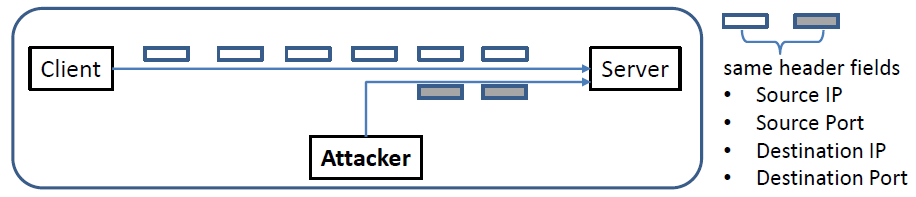 Client
Server
Attacker
same header fields
• Source IP
• Source Port
• Destination IP
• Destination Port